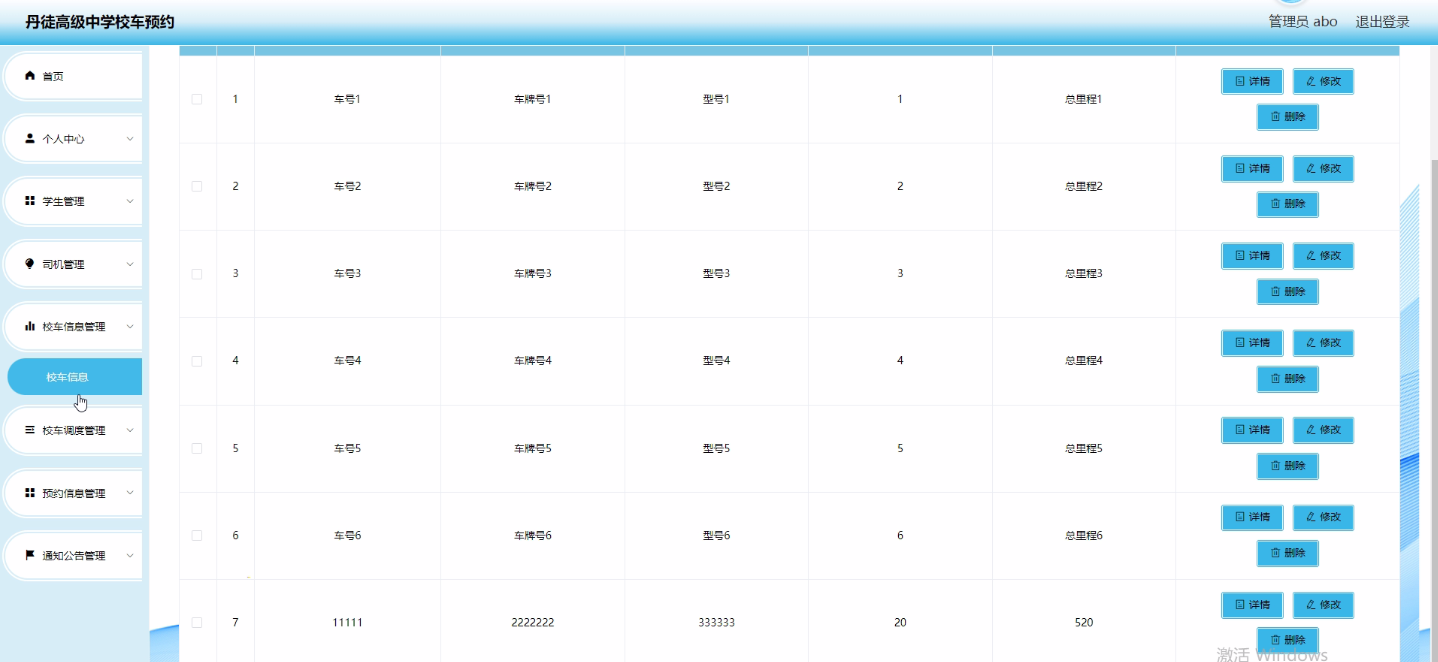 丹徒高级中学校车预约
管理员 abo 退出登录
首页
个人中心
学生管理
司机管理
校车信息管理
校车信息
校车调度管理
预约信息管理
通知公告管理
1 车号1 车牌号1 型号1 1 总里程1 详情 修改
删除
2 车号2 车牌号2 型号2 2 总里程2 详情 修改
删除
3 车号3 车牌号3 型号3 3 总里程3 详情 修改
删除
4 车号4 车牌号4 型号4 4 总里程4 详情 修改
删除
5 车号5 车牌号5 型号5 5 总里程5 详情 修改
删除
6 车号6 车牌号6 型号6 6 总里程6 详情 修改
删除
7 11111 2222222 333333 20 520 详情 修改
删除
激活 Windows